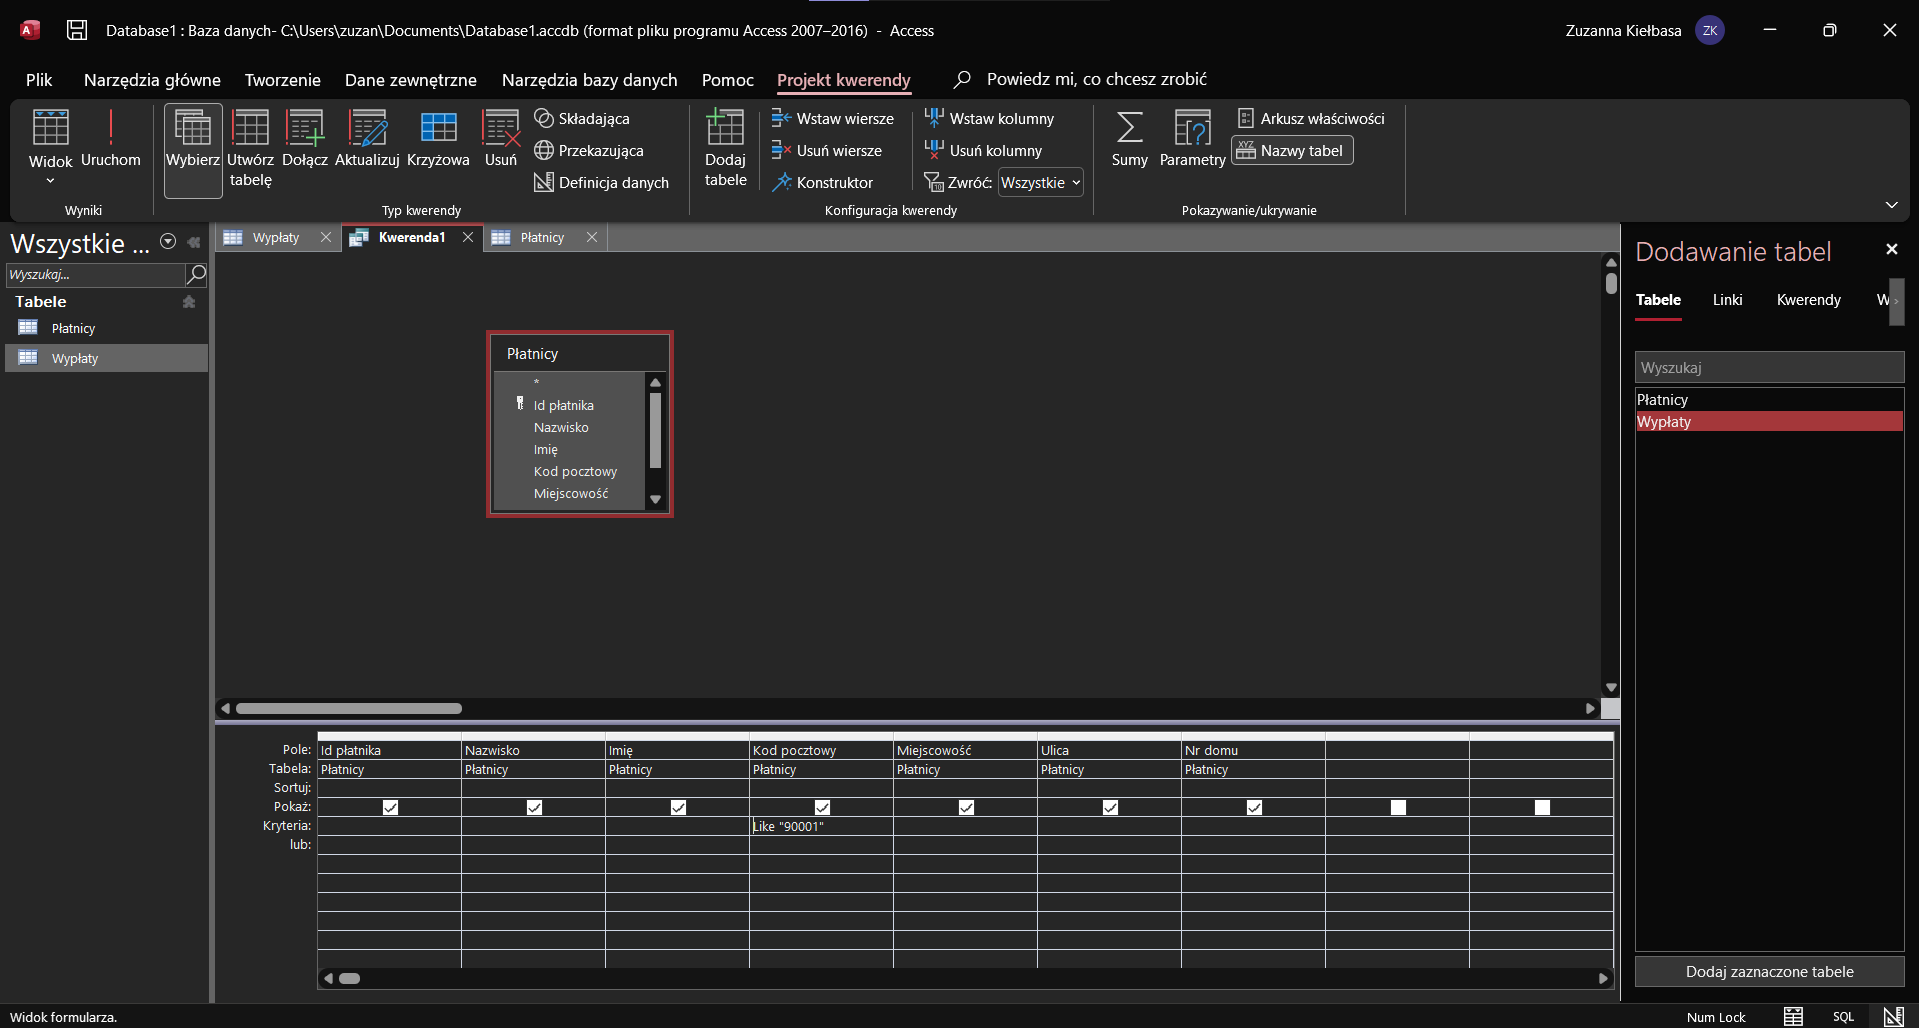 Database1 : Baza danych- C:\Users\zuzan\Documents\Database1.accdb (format pliku programu Access 2007–2016) - Access
Zuzanna Kiełbasa
ZK
Plik
Narzędzia główne
Tworzenie
Dane zewnętrzne
Narzędzia bazy danych
Pomoc
Projekt kwerendy
Powiedz mi, co chcesz zrobić
Widok
Uruchom
Wyniki
Wybierz
Utwórz tabelę
Dołącz
Aktualizuj
Krzyżowa
Usuń
Składająca
Przekazująca
Definicja danych
Typ kwerendy
Dodaj tabele
Wstaw wiersze
Usuń wiersze
Konstruktor
Wstaw kolumny
Usuń kolumny
Zwróć: Wszystkie
Konfiguracja kwerendy
Sumy
Parametry
Arkusz właściwości
XYZ Nazwy tabel
Pokazywanie/ukrywanie
Wszystkie ...
Wyszukaj...
Tabele
Płatnicy
Wypłaty
Wypłaty
Kwerenda1
Płatnicy
Płatnicy
*
Id płatnika
Nazwisko
Imię
Kod pocztowy
Miejscowość
Pole: Id płatnika Nazwisko Imię Kod pocztowy Miejscowość Ulica Nr domu
Tabela: Płatnicy Płatnicy Płatnicy Płatnicy Płatnicy Płatnicy Płatnicy
Sortuj:
Pokaż:
Kryteria: Like "90001"
lub:
Dodawanie tabel
Tabele
Linki
Kwerendy
W
Wyszukaj
Płatnicy
Wypłaty
Dodaj zaznaczone tabele
Widok formularza.
Num Lock
SQL